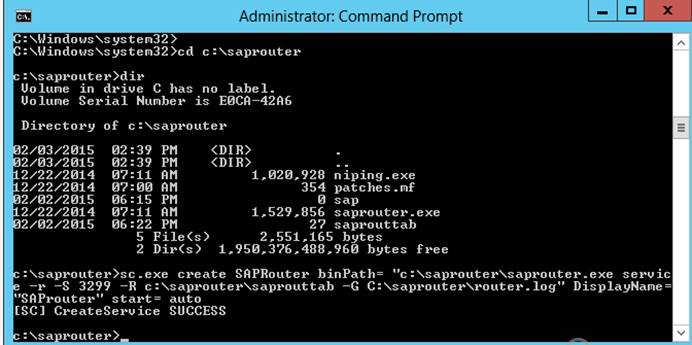 Administrator: Command Prompt
C:\Windows\system32>
C:\Windows\system32>cd c:\saprouter
c:\saprouter>dir
Volume in drive C has no label.
Volume Serial Number is E0CA-42A6
Directory of c:\saprouter
02/03/2015  02:39 PM    <DIR>          .
02/03/2015  02:39 PM    <DIR>          ..
12/22/2014  07:11 AM         1,020,928 niping.exe
12/22/2014  07:00 AM               354 patches.mf
02/02/2015  06:15 PM                 0 sap
12/22/2014  07:11 AM         1,529,856 saprouter.exe
02/02/2015  06:22 PM                27 saprouttab
5 File(s)      2,551,165 bytes
2 Dir(s)  1,950,376,488,960 bytes free
c:\saprouter>sc.exe create SAPRouter binPath= "c:\saprouter\saprouter.exe servic
e -r -S 3299 -R c:\saprouter\saprouttab -G C:\saprouter\router.log" DisplayName=
"SAProuter" start= auto
[SC] CreateService SUCCESS
c:\saprouter>_